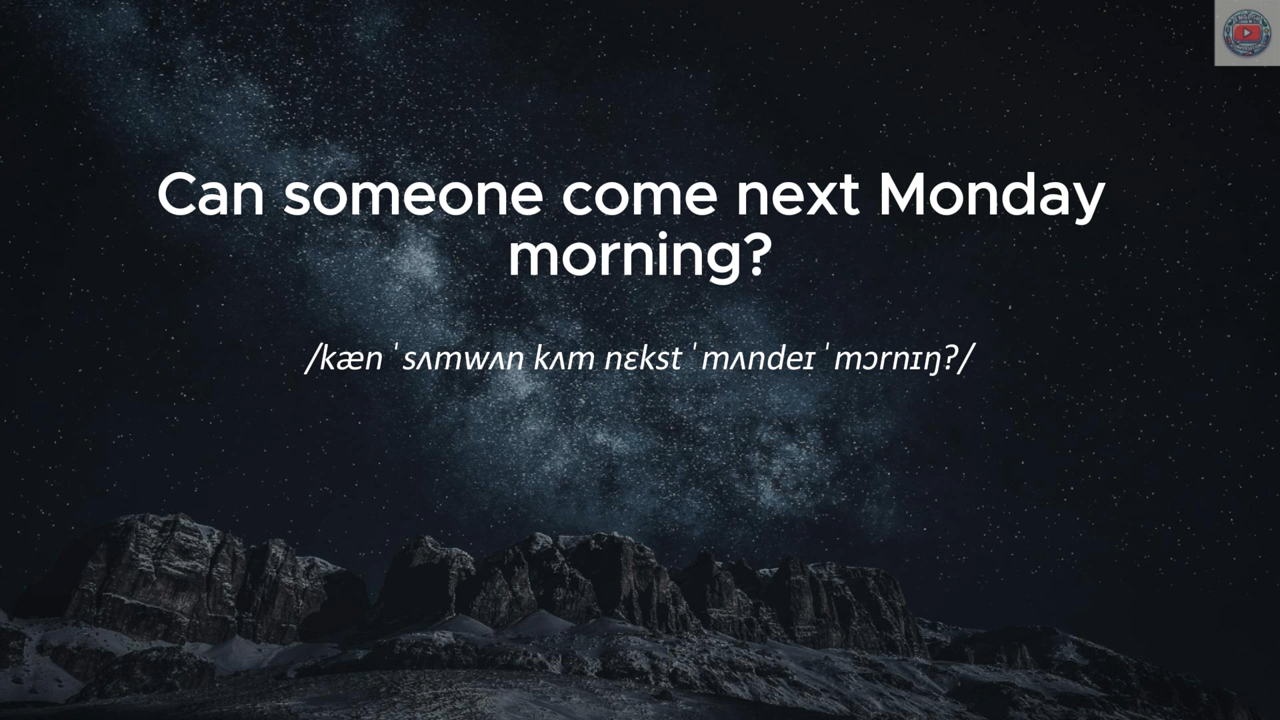 Can someone come next Monday
morning?
/kæn ˈsʌmwʌn kʌm nɛkst ˈmʌndeɪ ˈmɔrnɪŋ?/